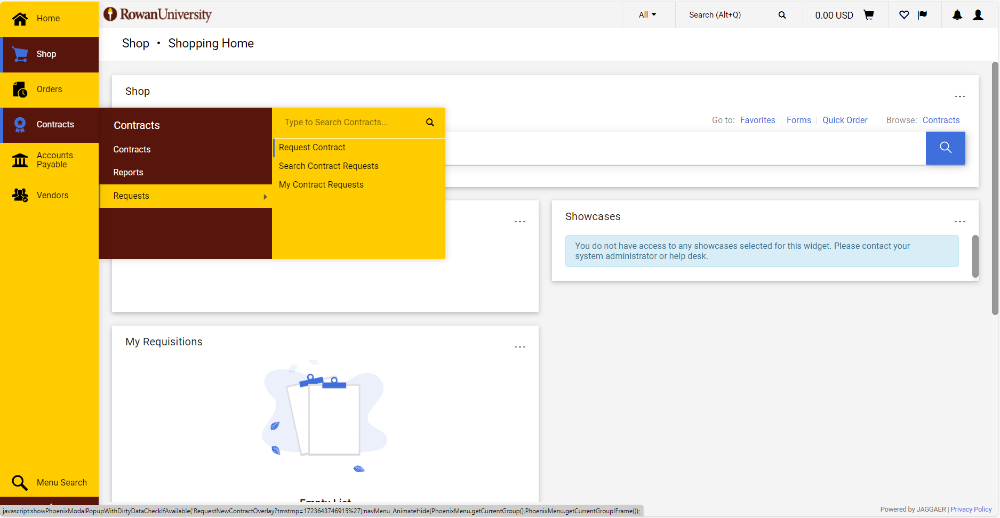 Home
Shop
Orders
Contracts
Accounts
Payable
Vendors
Menu Search
RowanUniversity
All
Search (Alt+Q)
0.00 USD
Shop • Shopping Home
Shop
...
Go to: Favorites | Forms | Quick Order Browse: Contracts
Contracts
Contracts
Reports
Requests
Type to Search Contracts...
Request Contract
Search Contract Requests
My Contract Requests
...
Showcases
...
You do not have access to any showcases selected for this widget. Please contact your
system administrator or help desk.
My Requisitions
...
Empty List
javascript:showPhoenixModalPopupWithDirtyDataCheckIfAvailable('RequestNewContractOverlay?tmstmp=1723643746915%27);navMenu_AnimateHide(PhoenixMenu.getCurrentGroup(),PhoenixMenu.getCurrentGroupIFrame());
Powered by JAGGAER | Privacy Policy